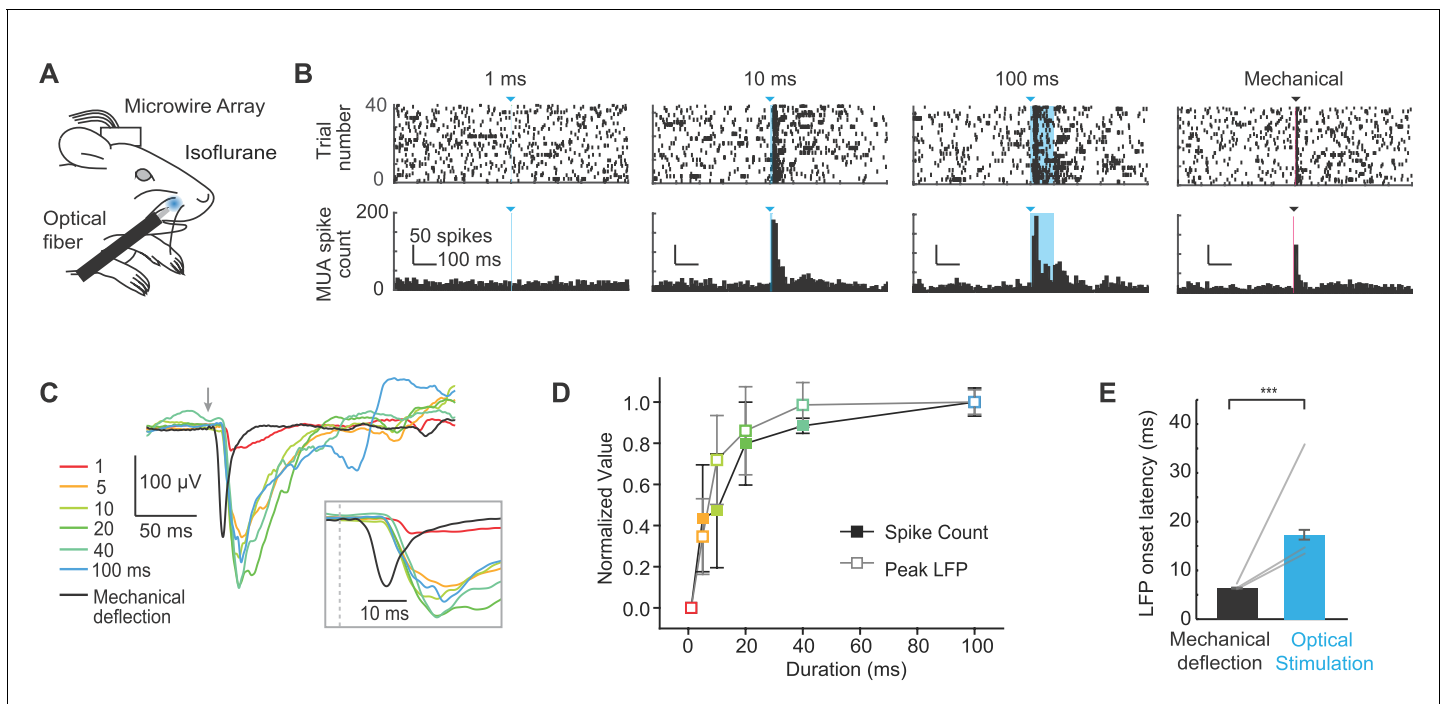 A
Microwire Array
Isoflurane
Optical
fiber
B
1 ms
10 ms
100 ms
Mechanical
Trial
number
40
0
MUA spike
count
200
0
50 spikes
100 ms
C
1
5
10
20
40
100 ms
Mechanical
deflection
100 µV
50 ms
10 ms
D
Normalized Value
1.0
0.8
0.6
0.4
0.2
0.0
Spike Count
Peak LFP
0 20 40 60 80 100
Duration (ms)
E
***
LFP onset latency (ms)
40
30
20
10
0
Mechanical
deflection
Optical
Stimulation